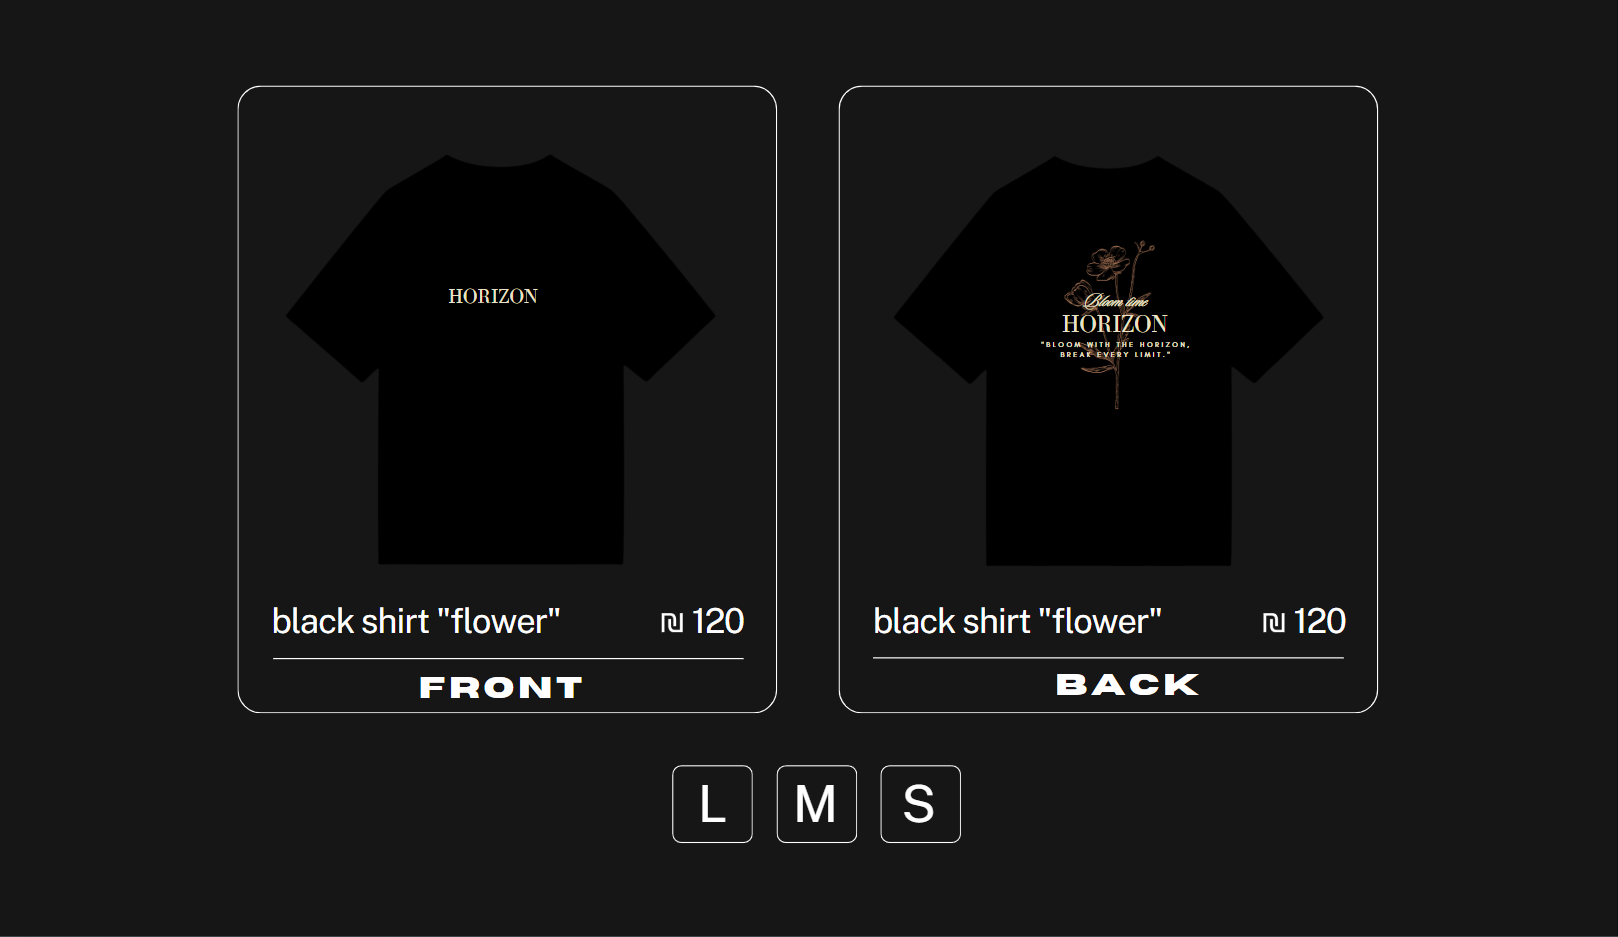 HORIZON
black shirt "flower" ₪ 120
FRONT
Bloom time
HORIZON
"BLOOM WITH THE HORIZON,
BREAK EVERY LIMIT."
black shirt "flower" ₪ 120
BACK
L M S